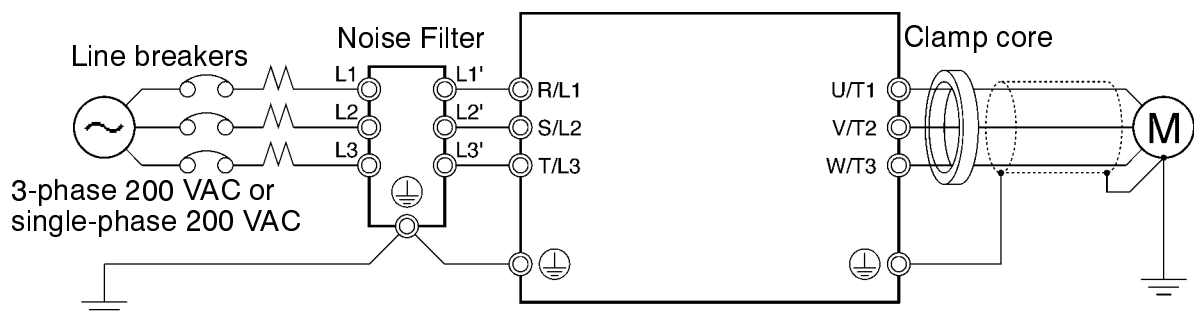 Line breakers
Noise Filter
Clamp core
L1
L1'
R/L1
U/T1
L2
L2'
S/L2
V/T2
M
L3
L3'
T/L3
W/T3
3-phase 200 VAC or
single-phase 200 VAC